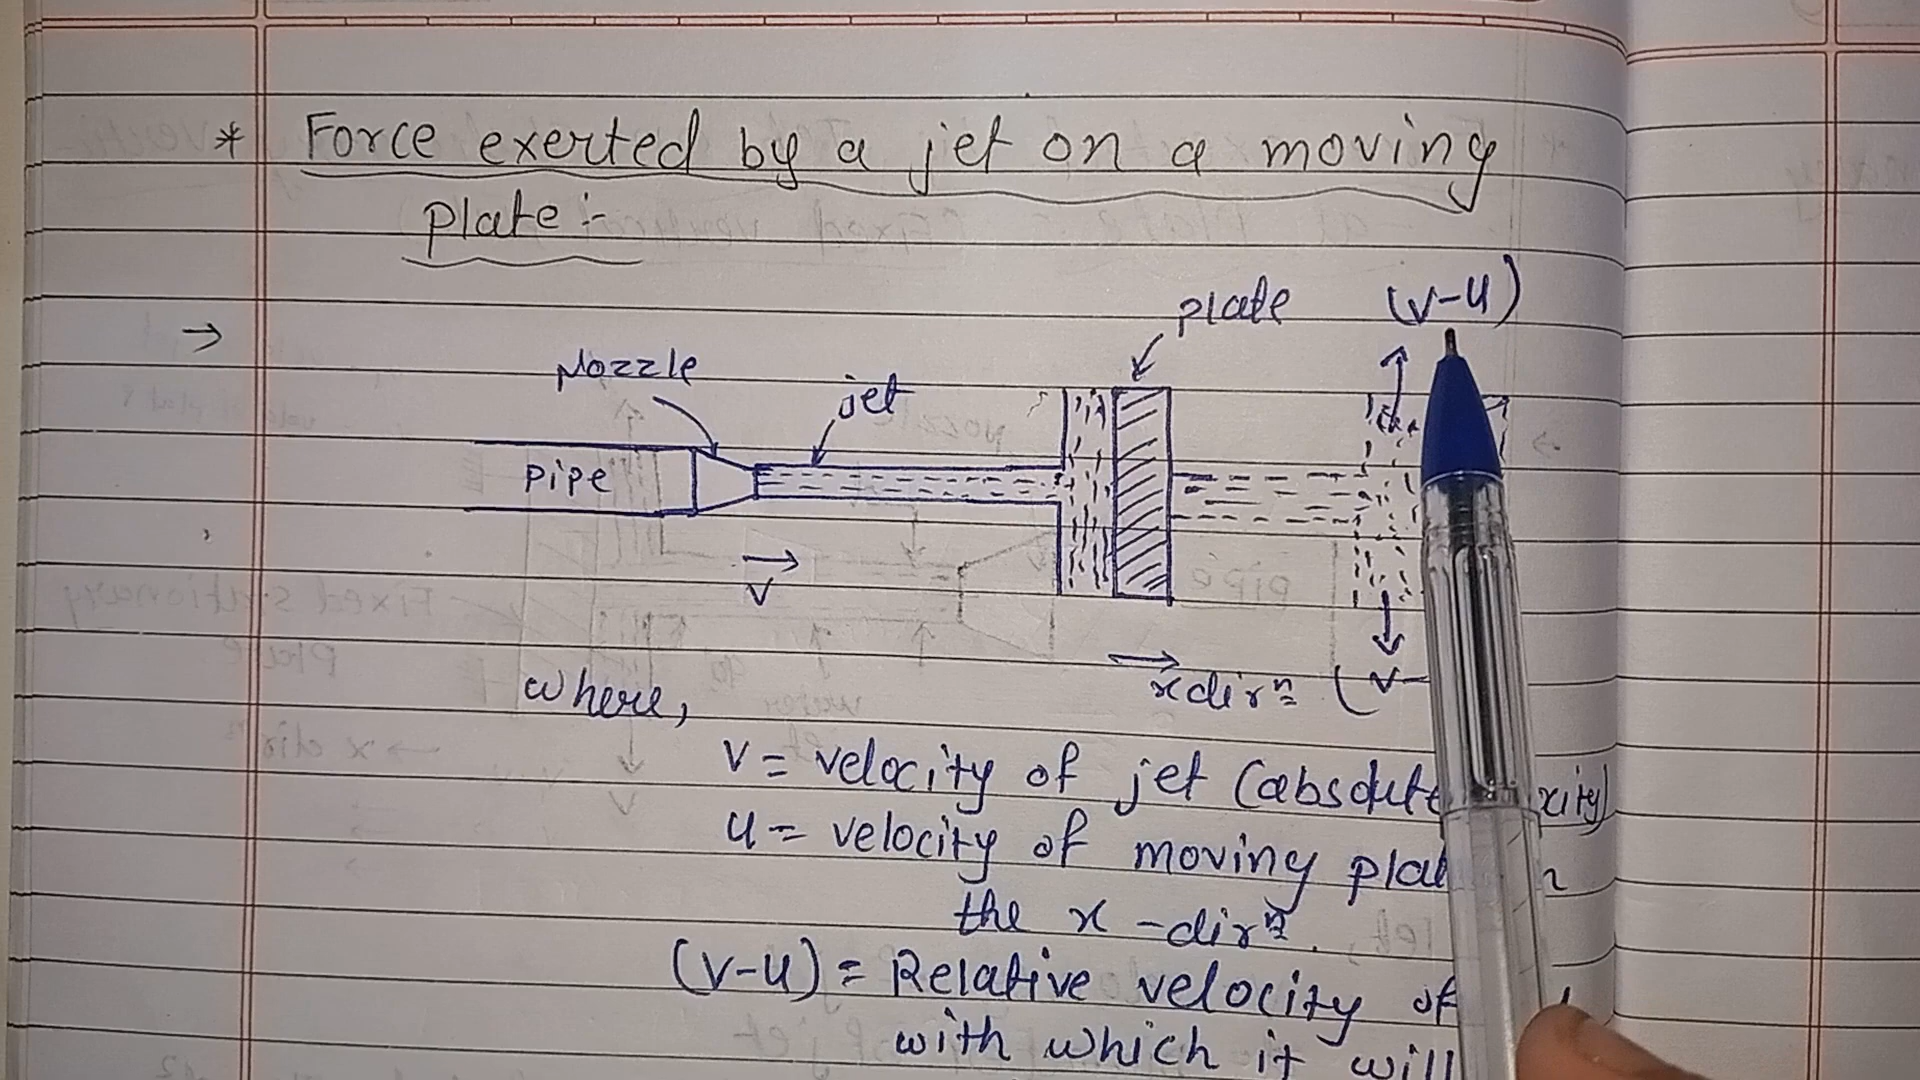 * Force exerted by a jet on a moving
plate :-
plate (V-u)
→
Nozzle
jet
pipe
V
x dirn (V-
where,
V = velocity of jet (absolute
u = velocity of moving
the x - dirn.
(V-u) = Relative velocity of
with which it will